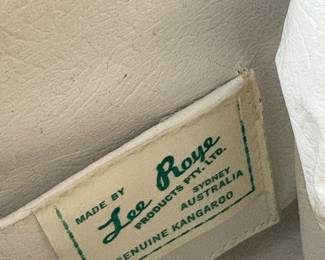 MADE BY
Lee Roye
PRODUCTS PTY. LTD.
SYDNEY
AUSTRALIA
GENUINE KANGAROO